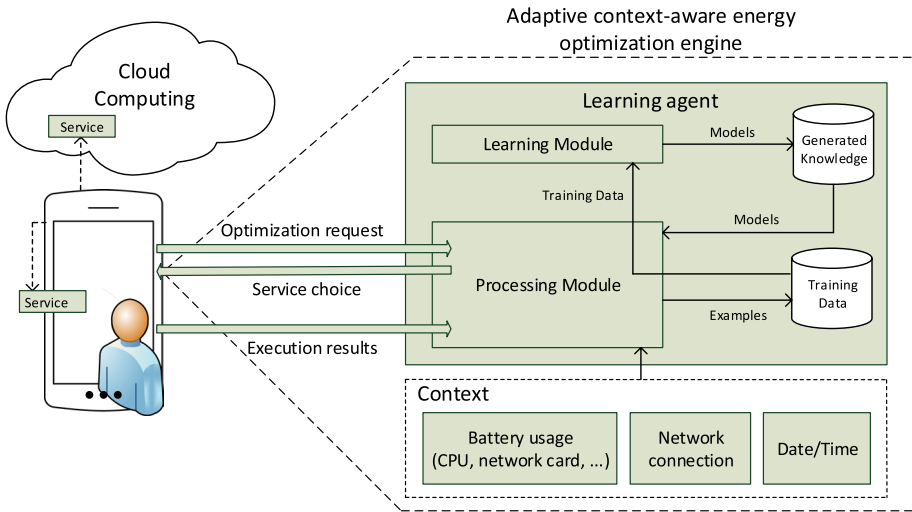 Adaptive context-aware energy
optimization engine
Cloud
Computing
Service
Service
Optimization request
Service choice
Execution results
Learning agent
Learning Module
Models
Generated
Knowledge
Training Data
Models
Processing Module
Training
Data
Examples
Context
Battery usage
(CPU, network card, ...)
Network
connection
Date/Time